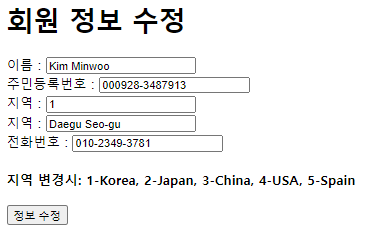 회원 정보 수정
이름 : Kim Minwoo
주민등록번호 : 000928-3487913
지역 : 1
지역 : Daegu Seo-gu
전화번호 : 010-2349-3781
지역 변경시: 1-Korea, 2-Japan, 3-China, 4-USA, 5-Spain
정보 수정